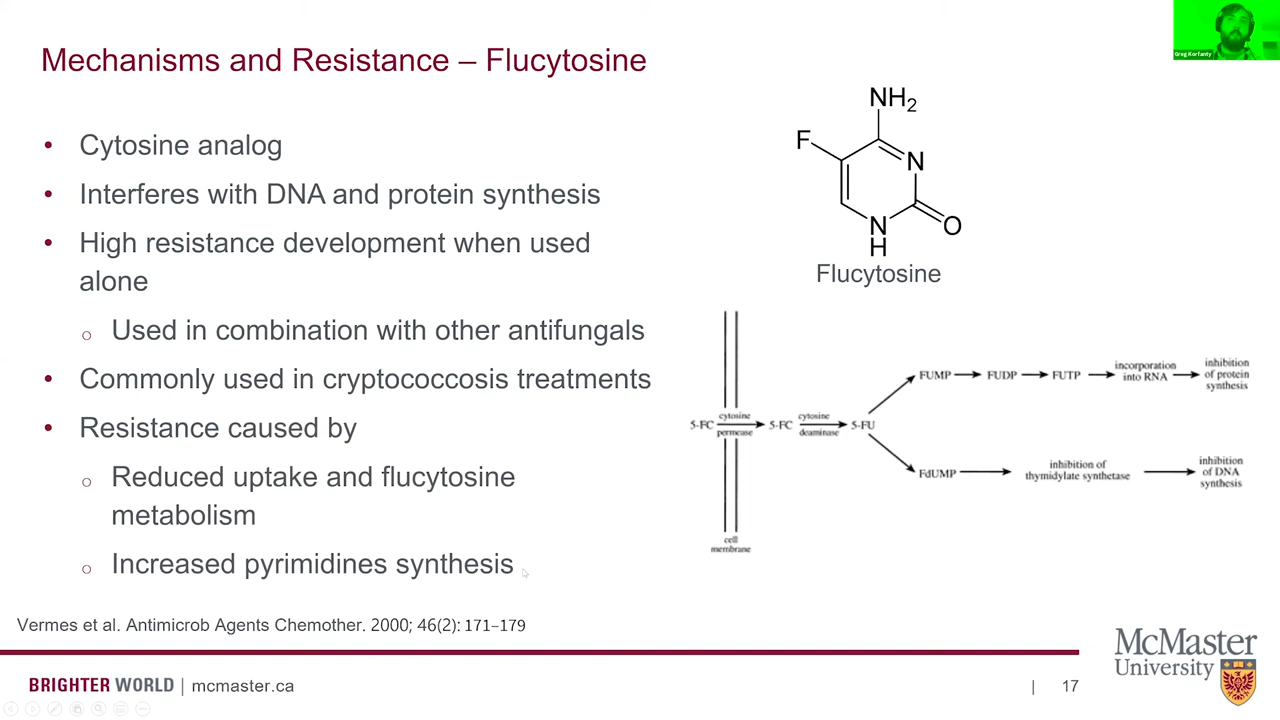 Greg Korfanty
Mechanisms and Resistance – Flucytosine
• Cytosine analog
• Interferes with DNA and protein synthesis
• High resistance development when used
alone
o Used in combination with other antifungals
• Commonly used in cryptococcosis treatments
• Resistance caused by
o Reduced uptake and flucytosine
metabolism
o Increased pyrimidines synthesis
NH2
F
N
N
H
O
Flucytosine
5-FC
cytosine
permease
5-FC
cytosine
deaminase
5-FU
FUMP
FUDP
FUTP
incorporation
into RNA
inhibition
of protein
synthesis
FdUMP
inhibition of
thymidylate synthetase
inhibition
of DNA
synthesis
cell
membrane
Vermes et al. Antimicrob Agents Chemother. 2000; 46(2): 171–179
BRIGHTER WORLD | mcmaster.ca
| 17
McMaster
University